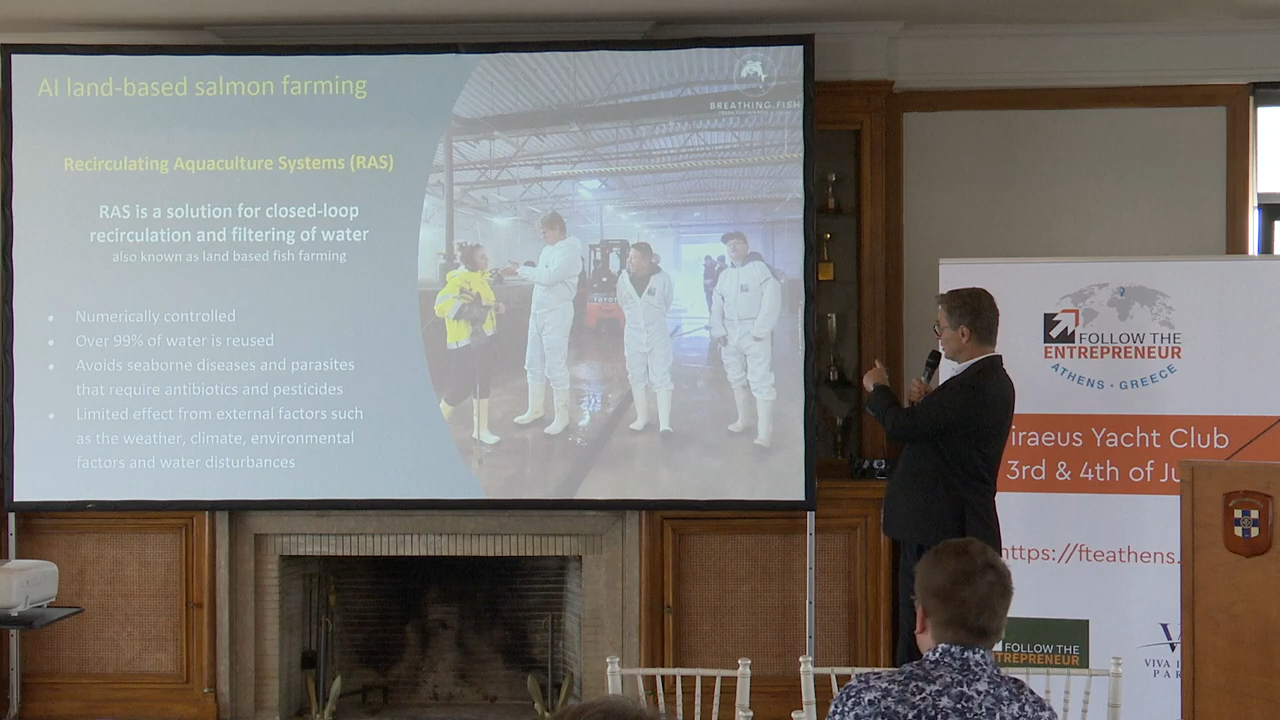 AI land-based salmon farming
BREATHING.FISH
Recirculating Aquaculture Systems (RAS)
RAS is a solution for closed-loop
recirculation and filtering of water
also known as land based fish farming
• Numerically controlled
• Over 99% of water is reused
• Avoids seaborne diseases and parasites
that require antibiotics and pesticides
• Limited effect from external factors such
as the weather, climate, environmental
factors and water disturbances
TOYOT
FOLLOW THE
ENTREPRENEUR
ATHENS · GREECE
iraeus Yacht Club
3rd & 4th of Ju
https://fteathens.
FOLLOW THE
TREPRENEUR
V
VIVA
PAR